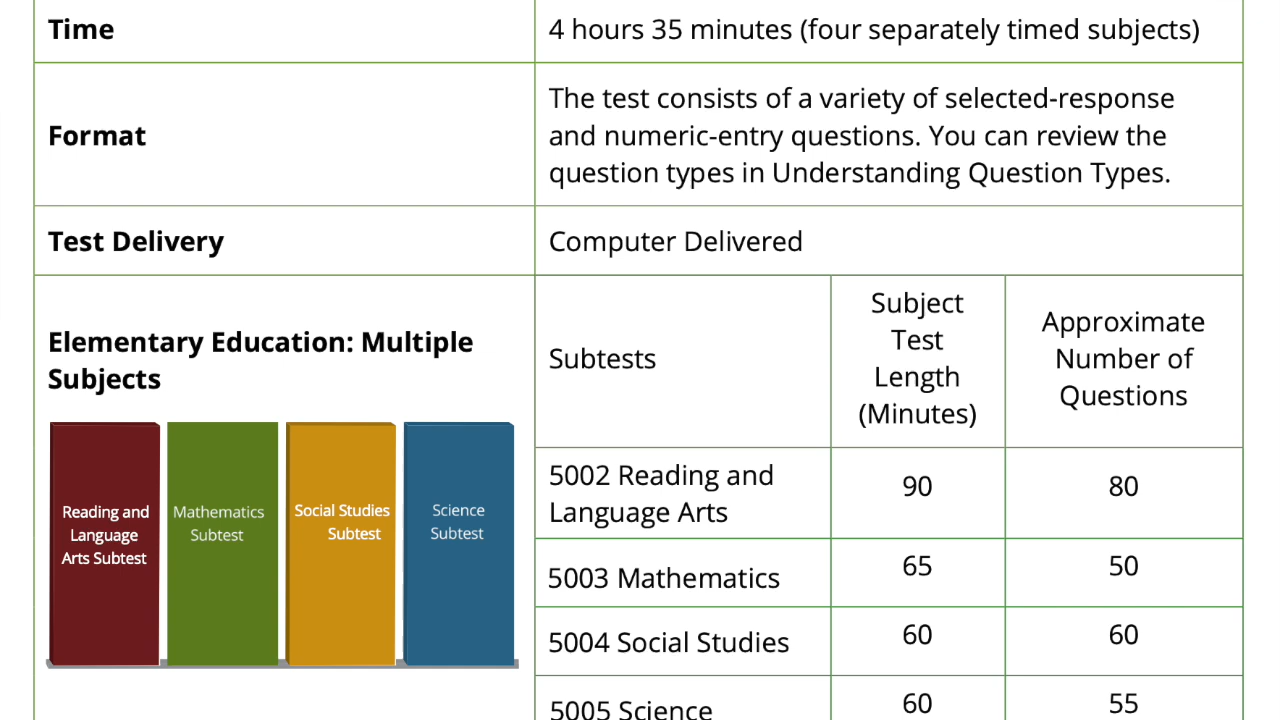 Time
4 hours 35 minutes (four separately timed subjects)
Format
The test consists of a variety of selected-response
and numeric-entry questions. You can review the
question types in Understanding Question Types.
Test Delivery
Computer Delivered
Elementary Education: Multiple
Subjects
Reading and
Language
Arts Subtest
Mathematics
Subtest
Social Studies
Subtest
Science
Subtest
Subtests
Subject
Test
Length
(Minutes)
Approximate
Number of
Questions
5002 Reading and
Language Arts
90
80
5003 Mathematics
65
50
5004 Social Studies
60
60
5005 Science
60
55